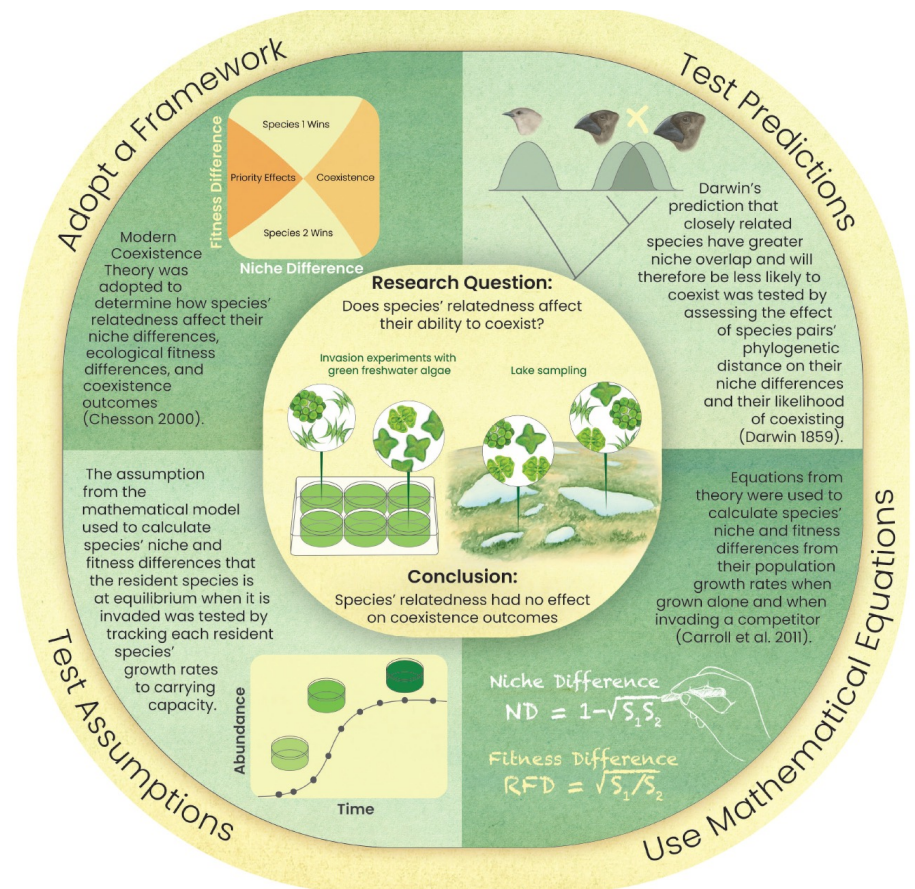 Adopt a Framework
Fitness Difference
Species 1 Wins
Priority Effects
Coexistence
Species 2 Wins
Niche Difference
Modern
Coexistence
Theory was
adopted to
determine how species'
relatedness affect their
niche differences,
ecological fitness
differences, and
coexistence
outcomes
(Chesson 2000).
Test Predictions
Darwin's
prediction that
closely related
species have greater
niche overlap and will
therefore be less likely to
coexist was tested by
assessing the effect
of species pairs'
phylogenetic
distance on their
niche differences
and their likelihood
of coexisting
(Darwin 1859).
Research Question:
Does species' relatedness affect
their ability to coexist?
Invasion experiments with
green freshwater algae
Lake sampling
Conclusion:
Species' relatedness had no effect
on coexistence outcomes
Test Assumptions
The assumption
from the
mathematical model
used to calculate
species' niche and
fitness differences that
the resident species is
at equilibrium when it is
invaded was tested by
tracking each resident
species'
growth rates
to carrying
capacity.
Abundance
Time
Use Mathematical Equations
Equations from
theory were used to
calculate species'
niche and fitness
differences from
their population
growth rates when
grown alone and when
invading a competitor
(Carroll et al. 2011).
Niche Difference
ND = 1-√S₁S₂
Fitness Difference
RFD = √S₁/S₂